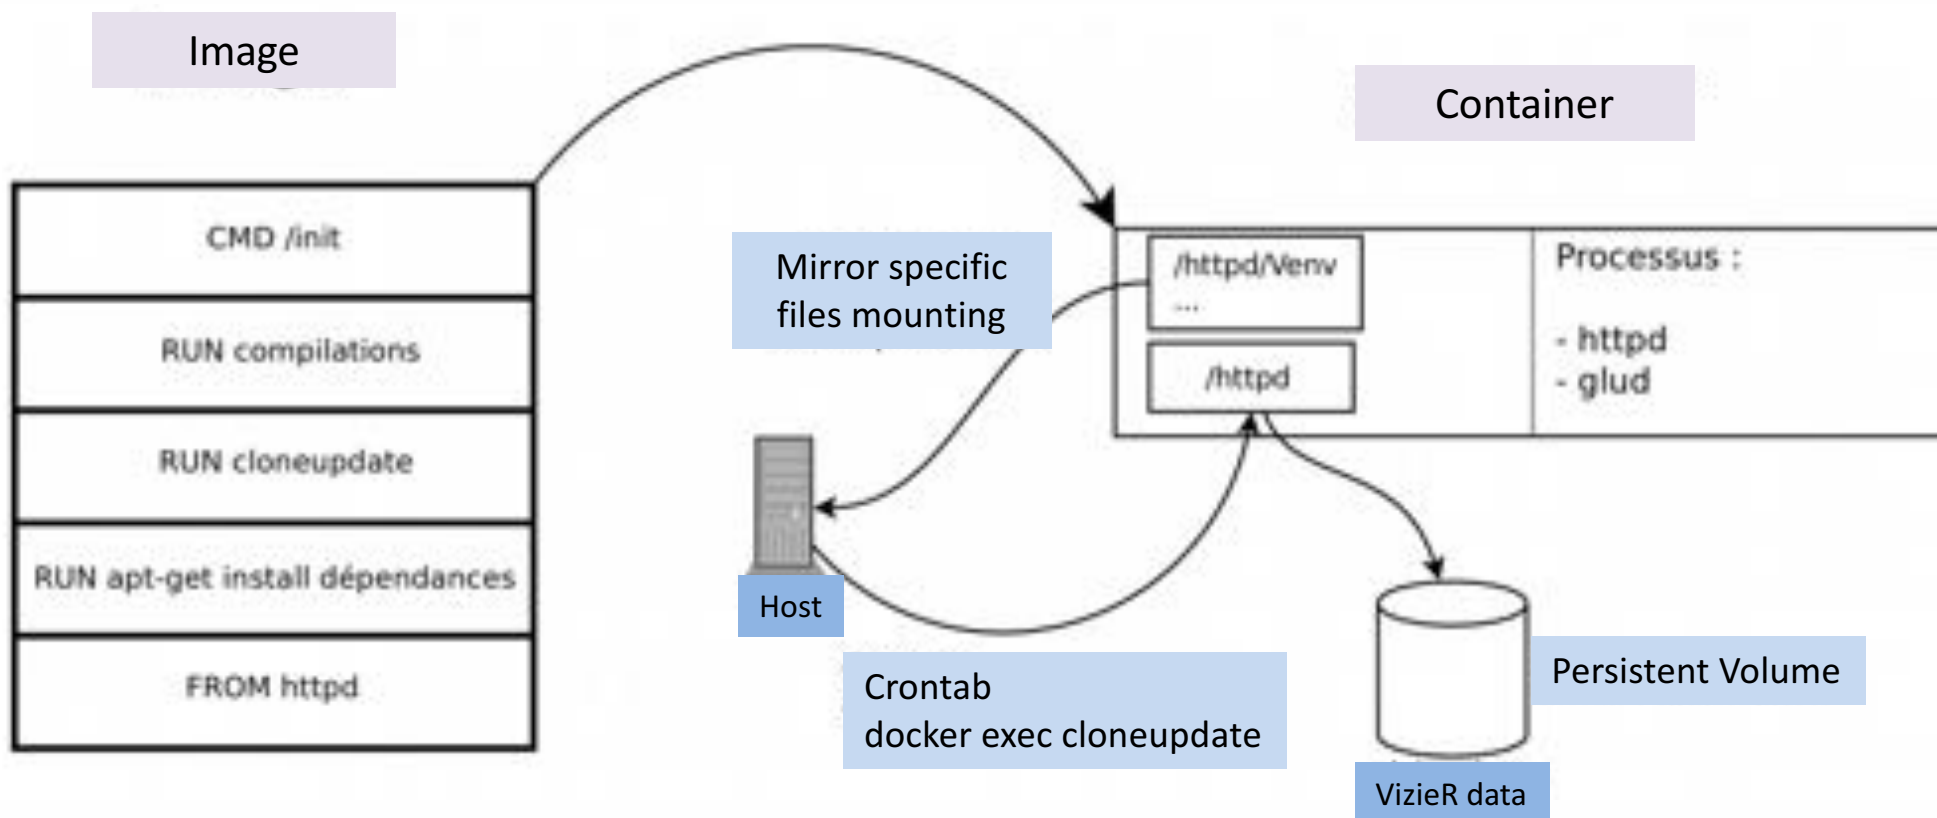 Image
Container
CMD /init
RUN compilations
RUN cloneupdate
RUN apt-get install dépendances
FROM httpd
Mirror specific
files mounting
/httpd/Venv
...
/httpd
Processus :
- httpd
- glud
Host
Crontab
docker exec cloneupdate
Persistent Volume
VizieR data